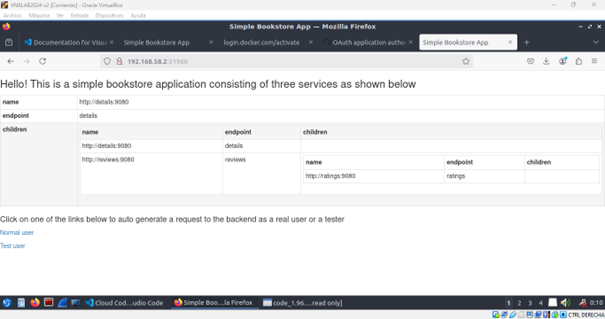 VNXLAB2024-v2 [Corriendo] - Oracle VirtualBox
Archivo Máquina Ver Entrada Dispositivos Ayuda
Simple Bookstore App — Mozilla Firefox
Documentation for Visu Simple Bookstore App login.docker.com/activate OAuth application autho Simple Bookstore App
192.168.58.2:31966
Hello! This is a simple bookstore application consisting of three services as shown below
name http://details:9080
endpoint details
children name endpoint children
http://details:9080 details
http://reviews:9080 reviews name endpoint children
http://ratings:9080 ratings
Click on one of the links below to auto generate a request to the backend as a real user or a tester
Normal user
Test user
Cloud Cod...udio Code Simple Boo...la Firefox code_1.96....read only] 1 2 3 4 0:10
CTRL DERECHA